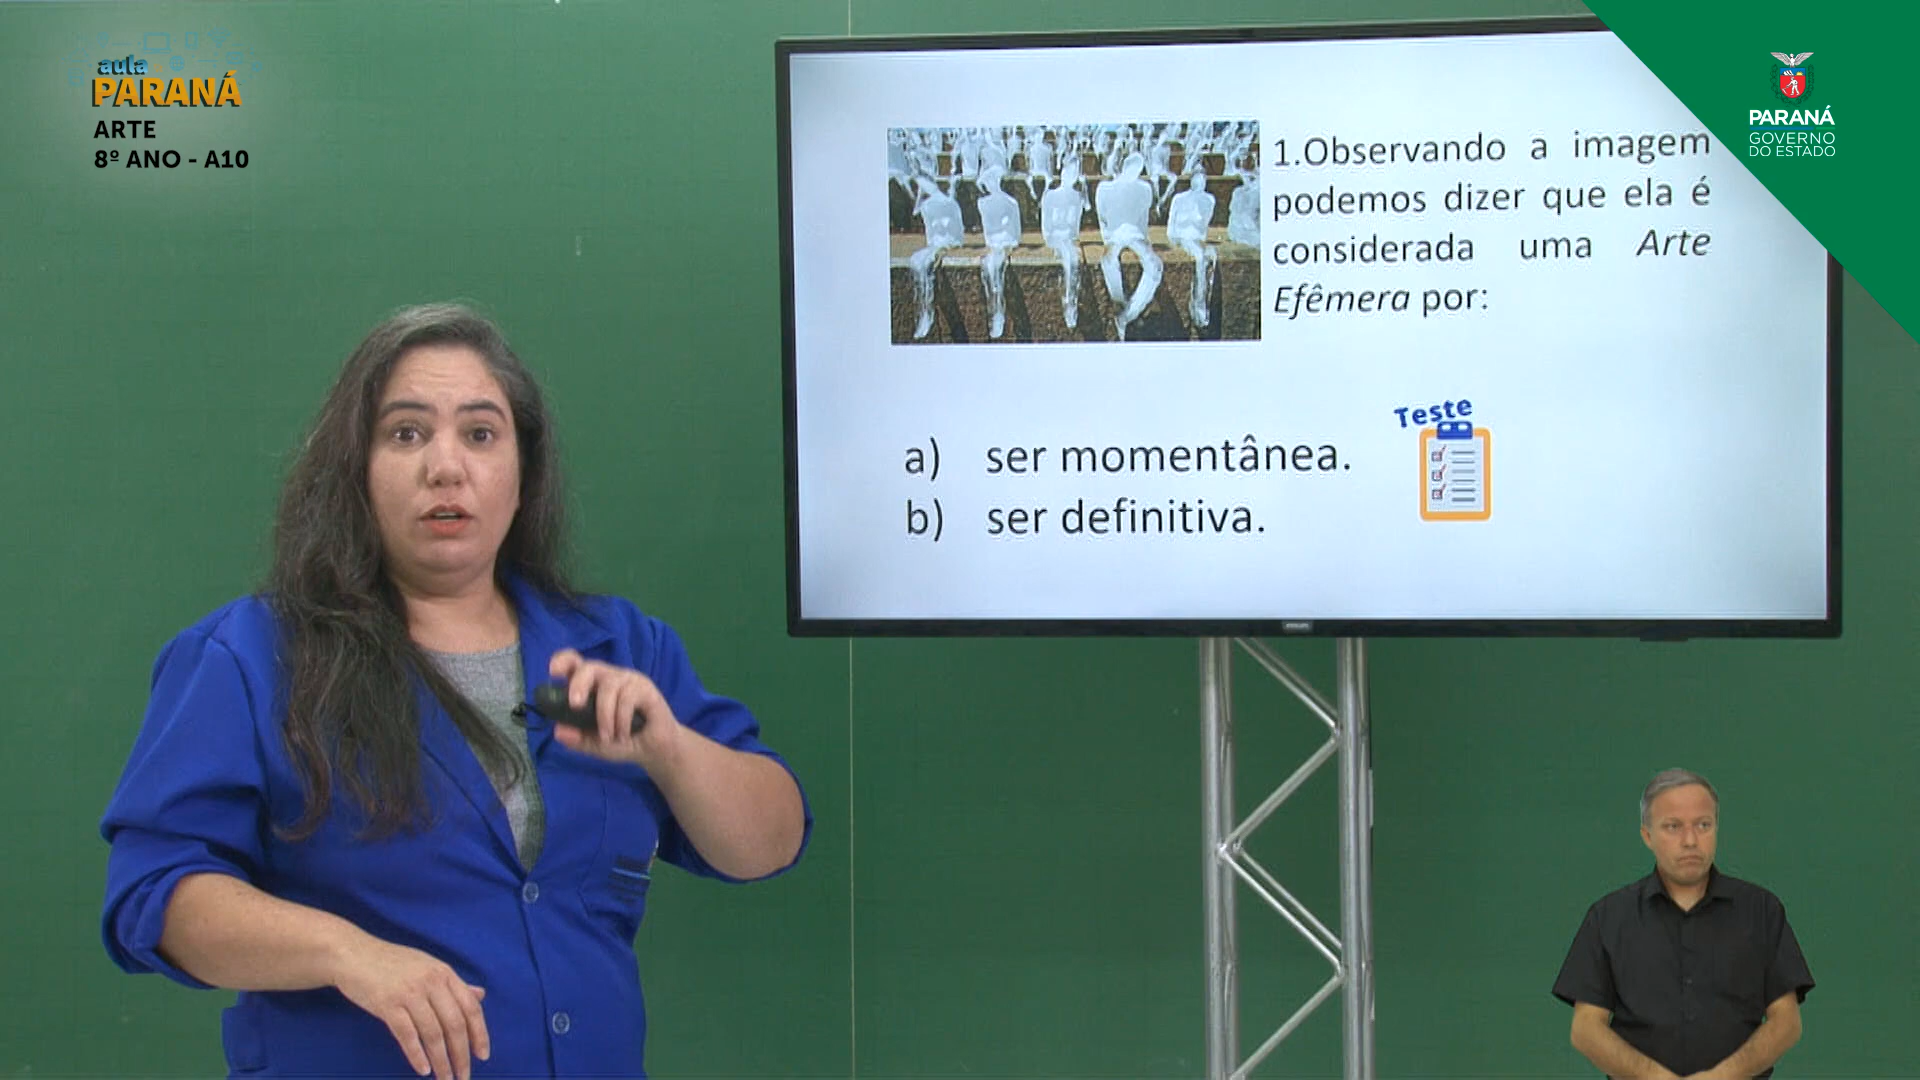 aula
PARANÁ
ARTE
8º ANO - A10
1.Observando a imagem
podemos dizer que ela é
considerada uma Arte
Efêmera por:
Teste
a) ser momentânea.
b) ser definitiva.
PHILIPS
PARANÁ
GOVERNO
DO ESTADO